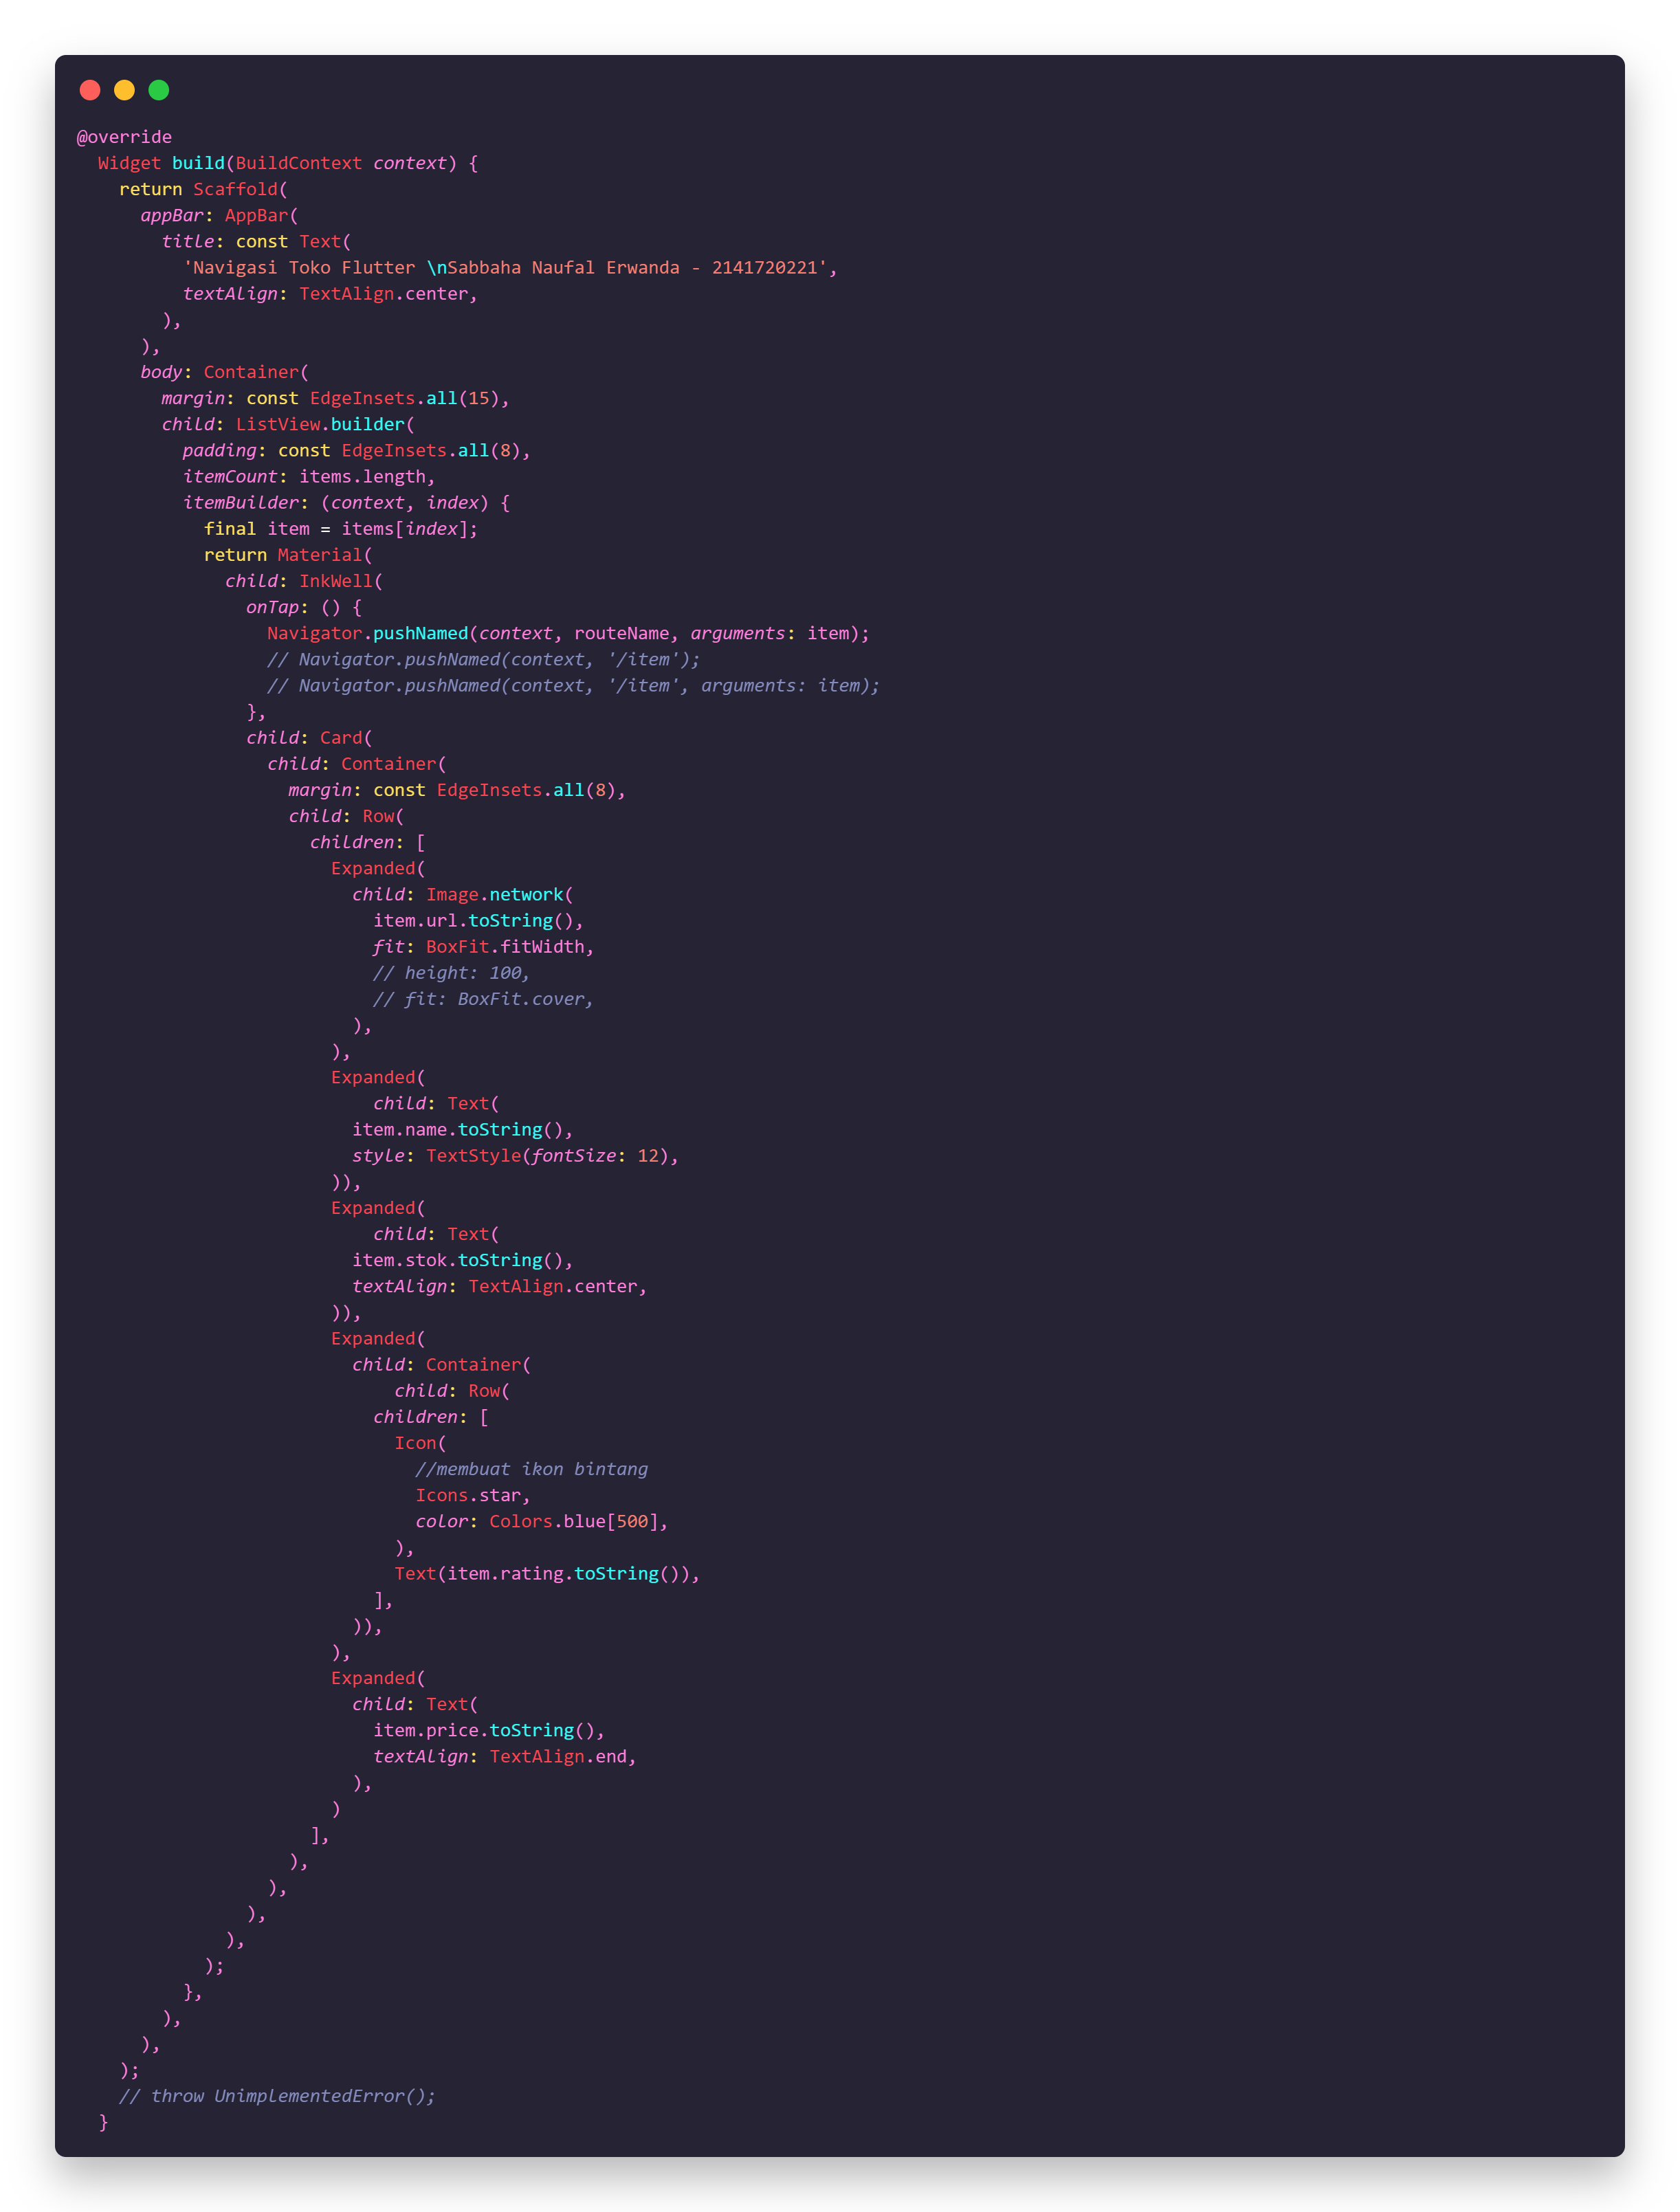 @override
  Widget build(BuildContext context) {
    return Scaffold(
      appBar: AppBar(
        title: const Text(
          'Navigasi Toko Flutter \nSabbaha Naufal Erwanda - 2141720221',
          textAlign: TextAlign.center,
        ),
      ),
      body: Container(
        margin: const EdgeInsets.all(15),
        child: ListView.builder(
          padding: const EdgeInsets.all(8),
          itemCount: items.length,
          itemBuilder: (context, index) {
            final item = items[index];
            return Material(
              child: InkWell(
                onTap: () {
                  Navigator.pushNamed(context, routeName, arguments: item);
                  // Navigator.pushNamed(context, '/item');
                  // Navigator.pushNamed(context, '/item', arguments: item);
                },
                child: Card(
                  child: Container(
                    margin: const EdgeInsets.all(8),
                    child: Row(
                      children: [
                        Expanded(
                          child: Image.network(
                            item.url.toString(),
                            fit: BoxFit.fitWidth,
                            // height: 100,
                            // fit: BoxFit.cover,
                          ),
                        ),
                        Expanded(
                            child: Text(
                          item.name.toString(),
                          style: TextStyle(fontSize: 12),
                        )),
                        Expanded(
                            child: Text(
                          item.stok.toString(),
                          textAlign: TextAlign.center,
                        )),
                        Expanded(
                          child: Container(
                              child: Row(
                            children: [
                              Icon(
                                //membuat ikon bintang
                                Icons.star,
                                color: Colors.blue[500],
                              ),
                              Text(item.rating.toString()),
                            ],
                          )),
                        ),
                        Expanded(
                          child: Text(
                            item.price.toString(),
                            textAlign: TextAlign.end,
                          ),
                        )
                      ],
                    ),
                  ),
                ),
              ),
            );
          },
        ),
      ),
    );
    // throw UnimplementedError();
  }